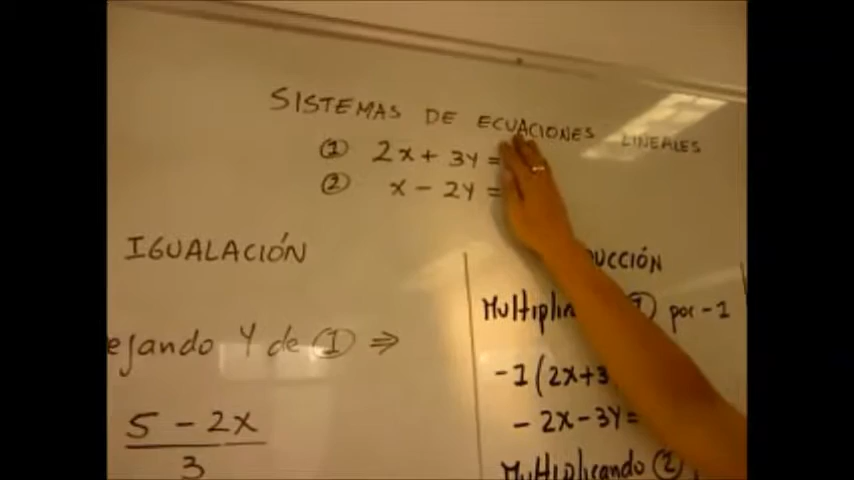 SISTEMAS DE ECUACIONES LINEALES
① 2x + 3y =
② x - 2y =
IGUALACIÓN
ejando Y de ① ⇒
5 - 2x
3
UCCIÓN
por -1
-1(2x+3
-2x-3y=
Multiplicando ②